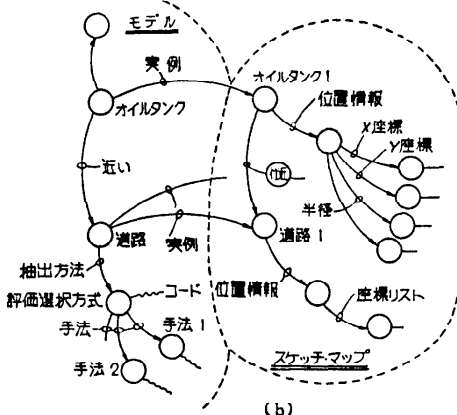 モデル
実例
オイルタンク
オイルタンク1
位置情報
X座標
Y座標
近い
付近
半径
道路
実例
道路1
抽出方法
評価選択方式
コード
位置情報
座標リスト
手法
手法1
手法2
スケッチ・マップ
(b)